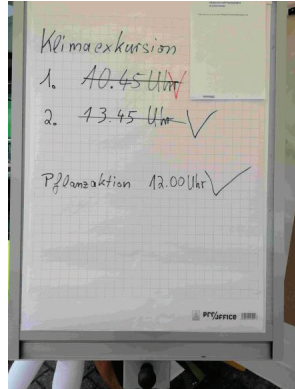 Klimaexkursion
1. 10.45 Uhr
2. 13.45 Uhr
Pflanzaktion 12.00 Uhr
PRO/OFFICE